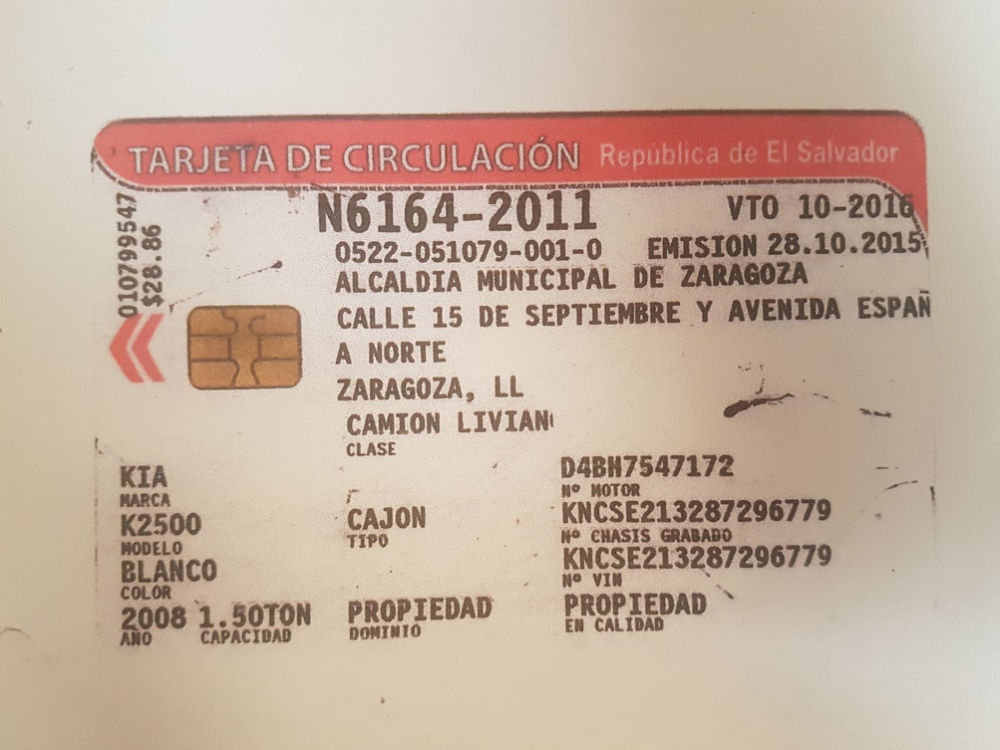 TARJETA DE CIRCULACIÓN República de El Salvador
010799547
$28.86
N6164-2011 VTO 10-2016
0522-051079-001-0 EMISION 28.10.2015
ALCALDIA MUNICIPAL DE ZARAGOZA
CALLE 15 DE SEPTIEMBRE Y AVENIDA ESPAÑ
A NORTE
ZARAGOZA, LL
CAMION LIVIAN
CLASE
KIA D4BH7547172
MARCA Nº MOTOR
K2500 CAJON KNCSE213287296779
MODELO TIPO Nº CHASIS GRABADO
BLANCO KNCSE213287296779
COLOR Nº VIN
2008 1.50TON PROPIEDAD PROPIEDAD
AÑO CAPACIDAD DOMINIO EN CALIDAD